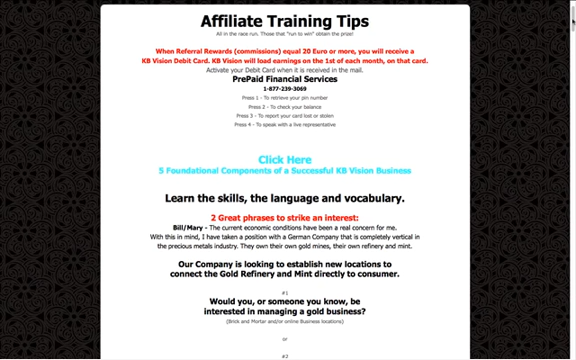 Affiliate Training Tips
All in the race run. Those that "run to win" obtain the prize!
When Referral Rewards (commissions) equal 20 Euro or more, you will receive a
KB Vision Debit Card. KB Vision will load earnings on the 1st of each month, on that card.
Activate your Debit Card when it is received in the mail.
PrePaid Financial Services
1-877-239-3069
Press 1 - To retrieve your pin number
Press 2 - To check your balance
Press 3 - To report your card lost or stolen
Press 4 - To speak with a live representative
Click Here
5 Foundational Components of a Successful KB Vision Business
Learn the skills, the language and vocabulary.
2 Great phrases to strike an interest:
Bill/Mary - The current economic conditions have been a real concern for me.
With this in mind, I have taken a position with a German Company that is completely vertical in
the precious metals industry. They own their own gold mines, their own refinery and mint.
Our Company is looking to establish new locations to
connect the Gold Refinery and Mint directly to consumer.
#1
Would you, or someone you know, be
interested in managing a gold business?
(Brick and Mortar and/or online Business locations)
or
#2